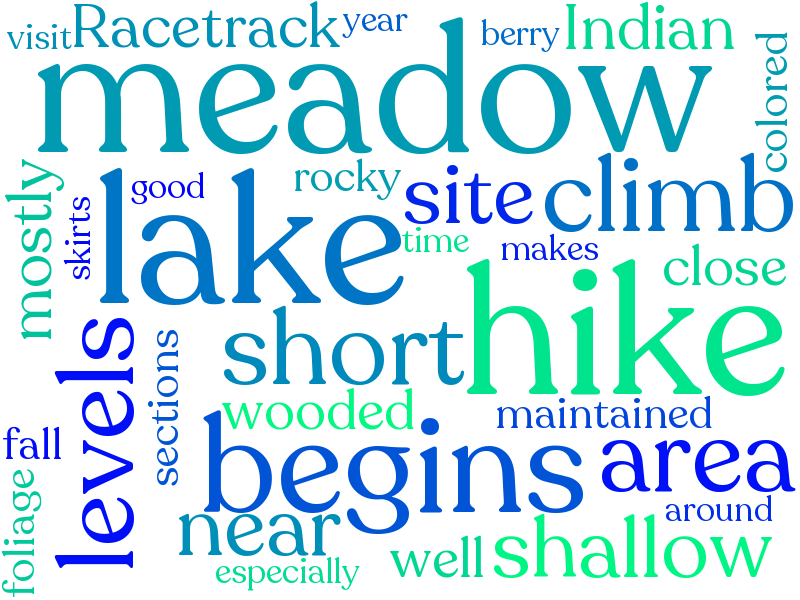 visit
Racetrack
year
berry
Indian
colored
meadow
mostly
skirts
good
rocky
site
climb
lake
time
makes
close
hike
levels
sections
short
wooded
maintained
fall
begins
area
foliage
near
around
especially
well
shallow